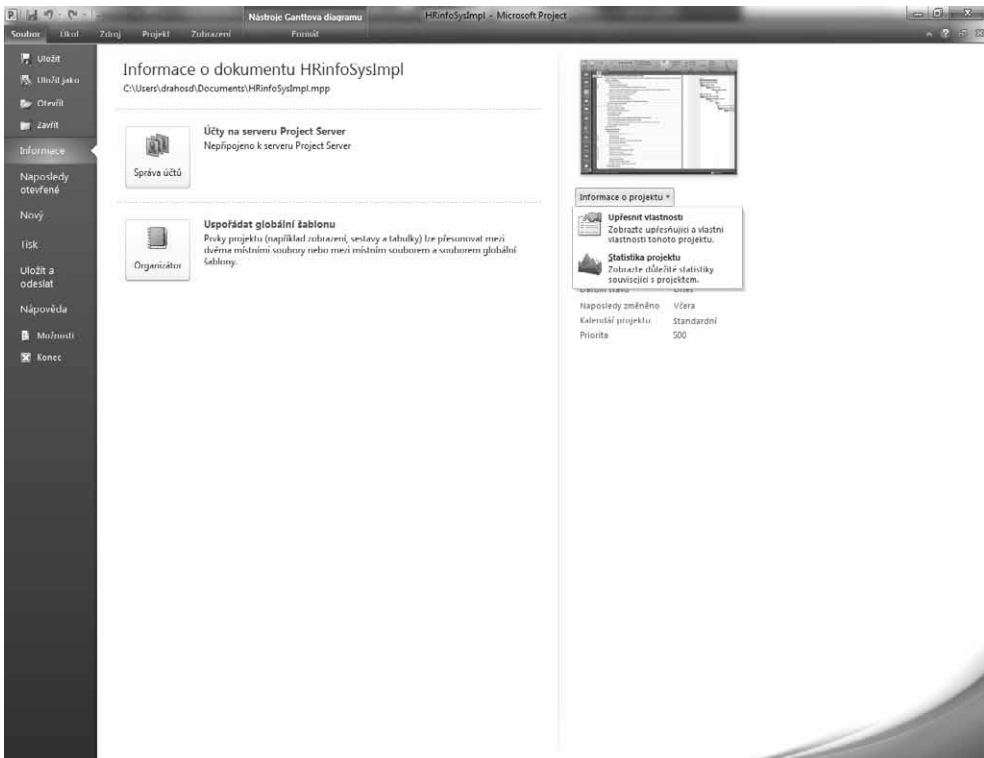 Nástroje Ganttova diagramu
HRinfoSysImpl - Microsoft Project
Soubor Úkol Zdroj Projekt Zobrazení Formát
Uložit
Uložit jako
Otevřít
Zavřít
Informace
Naposledy
otevřené
Nový
Tisk
Uložit a
odeslat
Nápověda
Možnosti
Konec
Informace o dokumentu HRinfoSysImpl
C:\Users\drahosd\Documents\HRinfoSysImpl.mpp
Správa účtů
Účty na serveru Project Server
Nepřipojeno k serveru Project Server
Organizátor
Uspořádat globální šablonu
Prvky projektu (například zobrazení, sestavy a tabulky) lze přesunovat mezi
dvěma místními soubory nebo mezi místním souborem a souborem globální
šablony.
Informace o projektu
Upřesnit vlastnosti
Zobrazte upřesňující a vlastní
vlastnosti tohoto projektu.
Statistika projektu
Zobrazte důležité statistiky
související s projektem.
Datum stavu Dnes
Naposledy změněno Včera
Kalendář projektu Standardní
Priorita 500